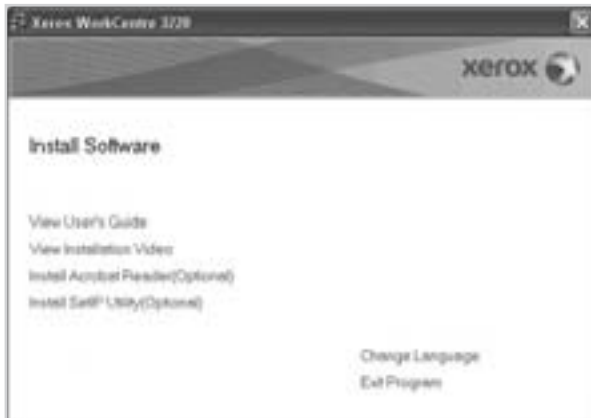 Xerox WorkCentre 3220
xerox
Install Software
View User's Guide
View Installation Video
Install Acrobat Reader(Optional)
Install SetIP Utility(Optional)
Change Language
Exit Program